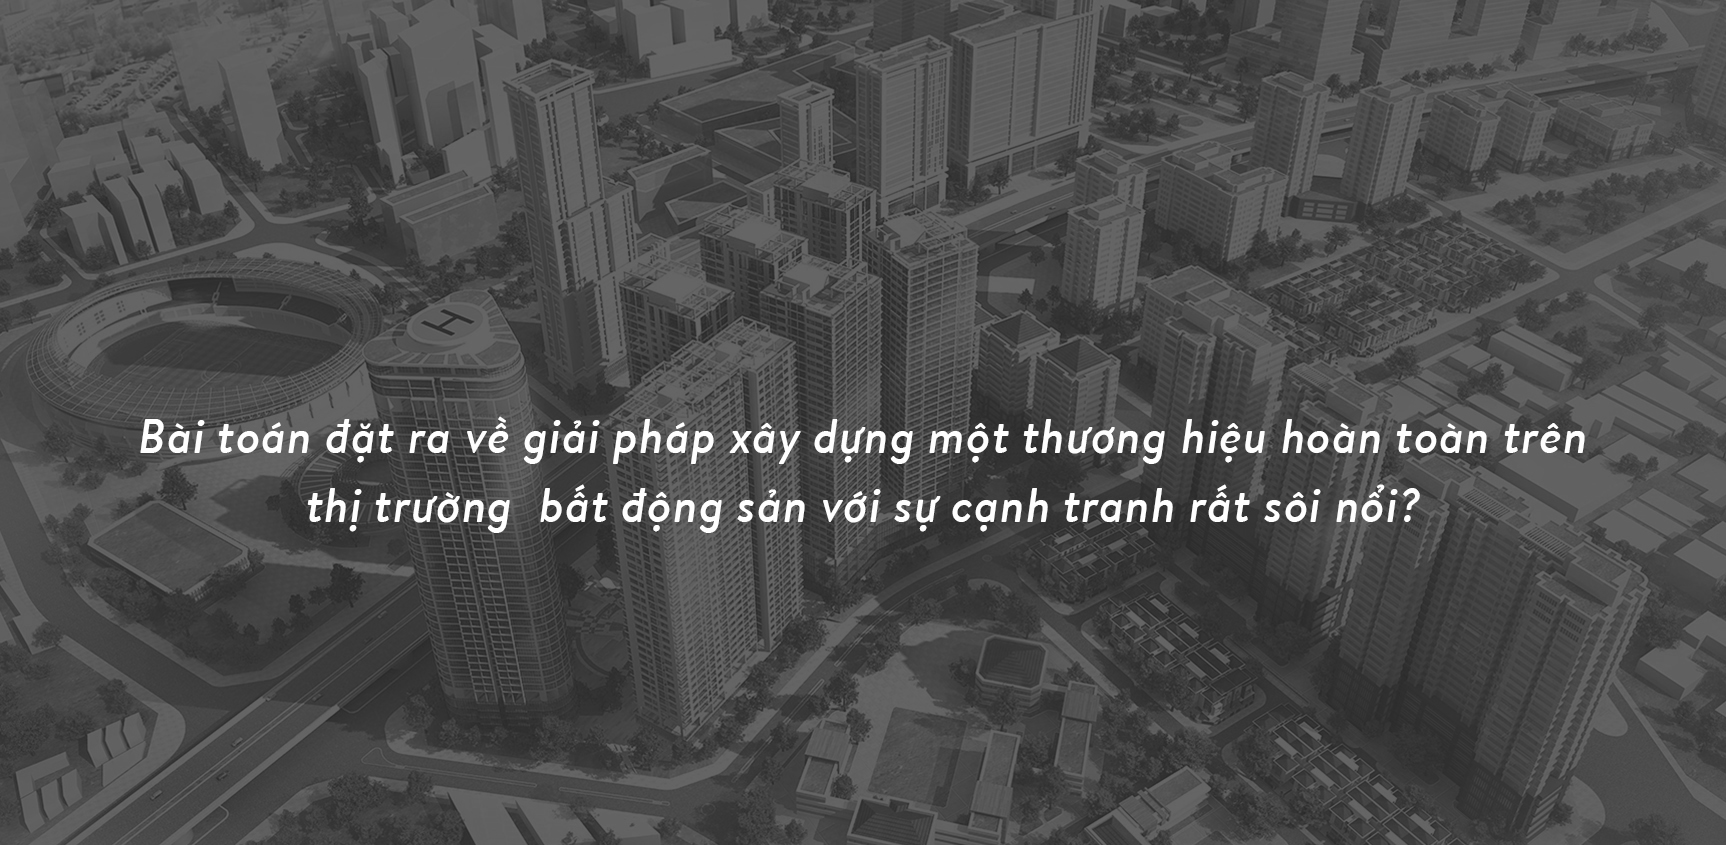 Bài toán đặt ra về giải pháp xây dựng một thương hiệu hoàn toàn trên
thị trường  bất động sản với sự cạnh tranh rất sôi nổi?
H